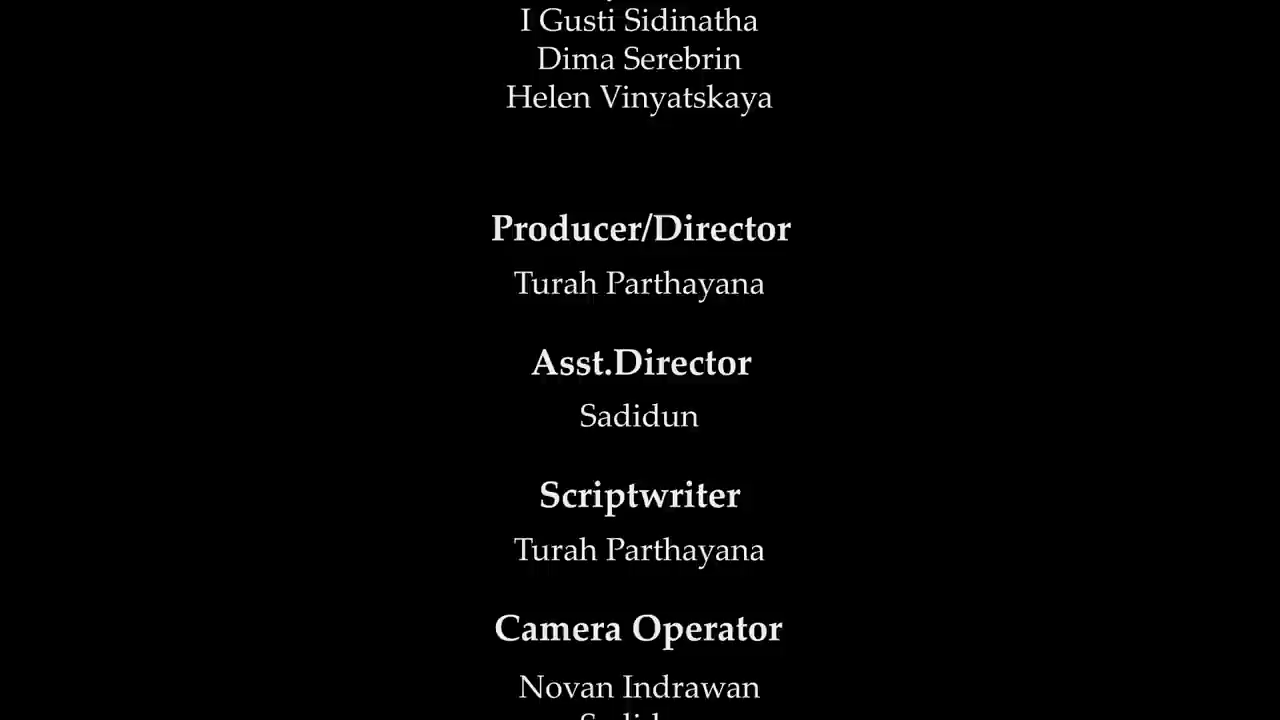 I Gusti Sidinatha
Dima Serebrin
Helen Vinyatskaya
Producer/Director
Turah Parthayana
Asst.Director
Sadidun
Scriptwriter
Turah Parthayana
Camera Operator
Novan Indrawan